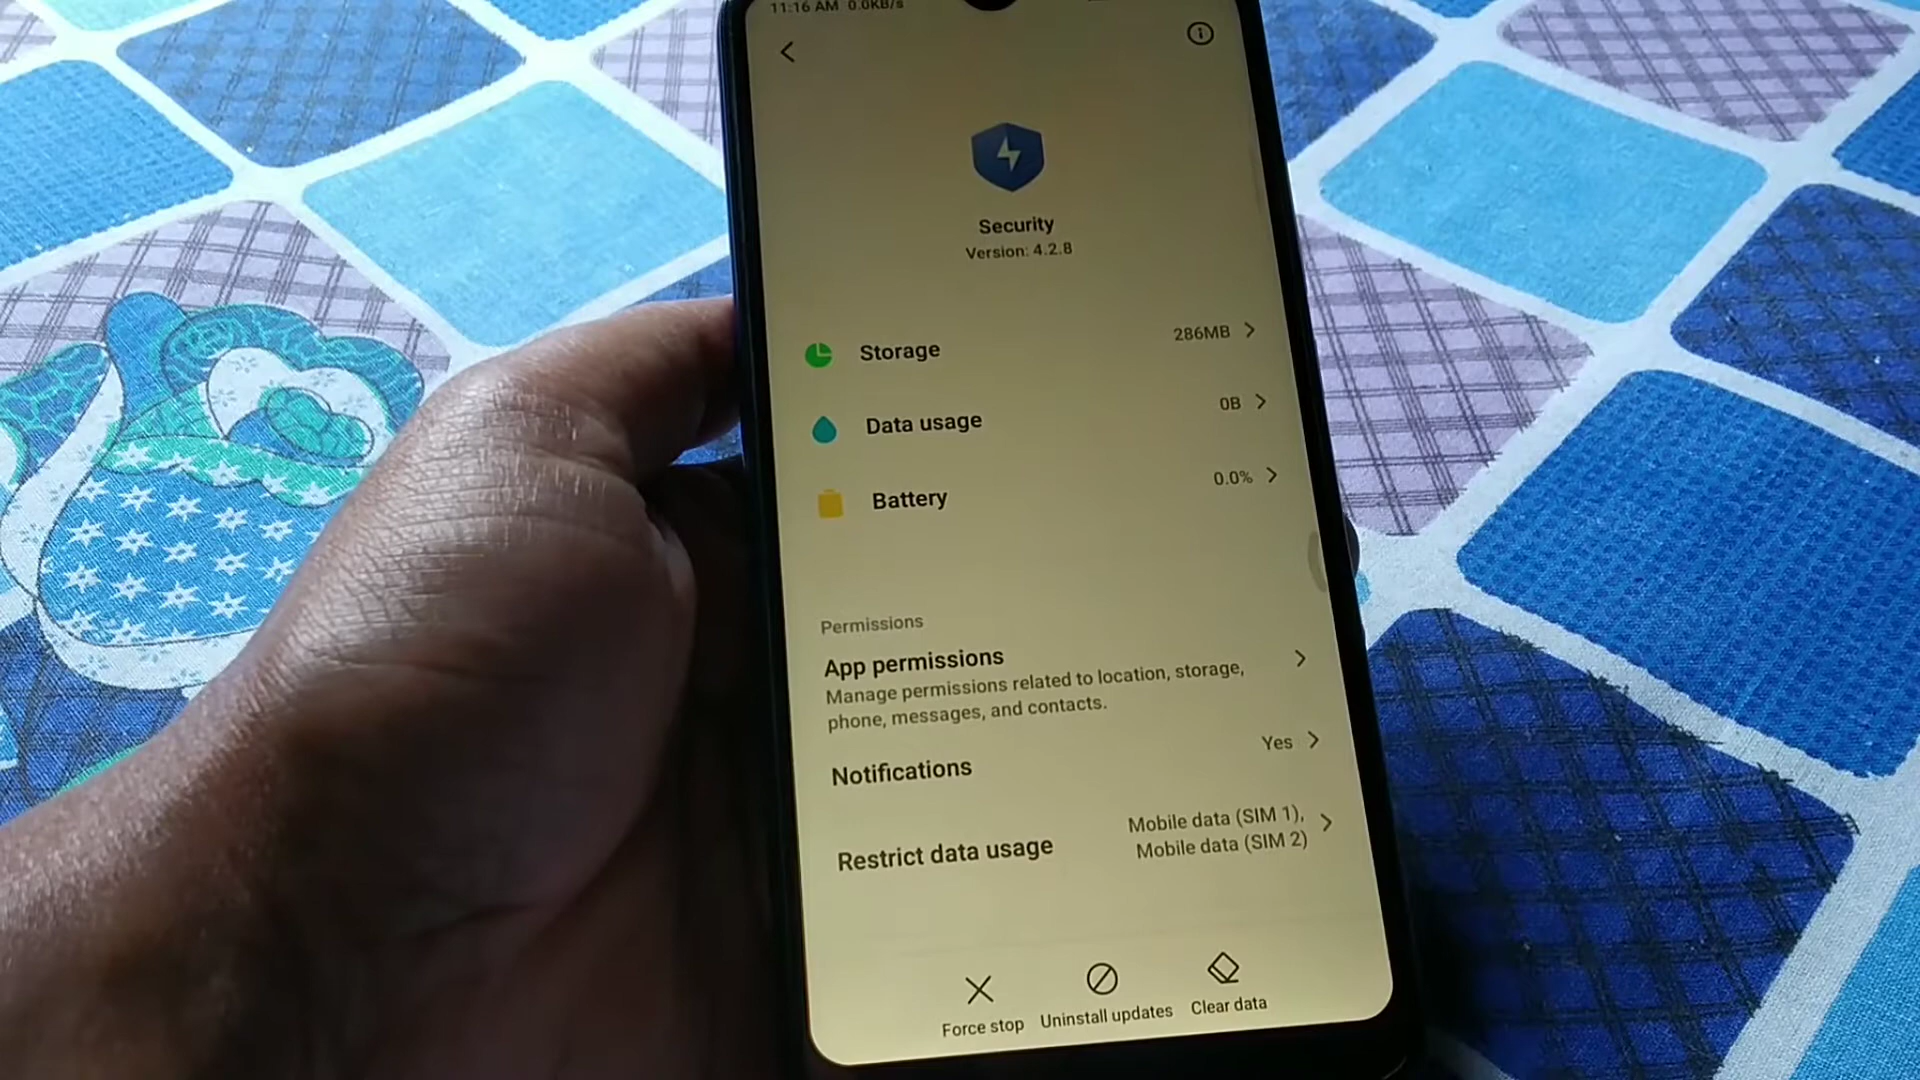 11:16 AM 0.0KB/s
Security
Version: 4.2.8
Storage 286MB
Data usage 0B
Battery 0.0%
Permissions
App permissions
Manage permissions related to location, storage,
phone, messages, and contacts.
Notifications Yes
Restrict data usage Mobile data (SIM 1),
Mobile data (SIM 2)
Force stop Uninstall updates Clear data